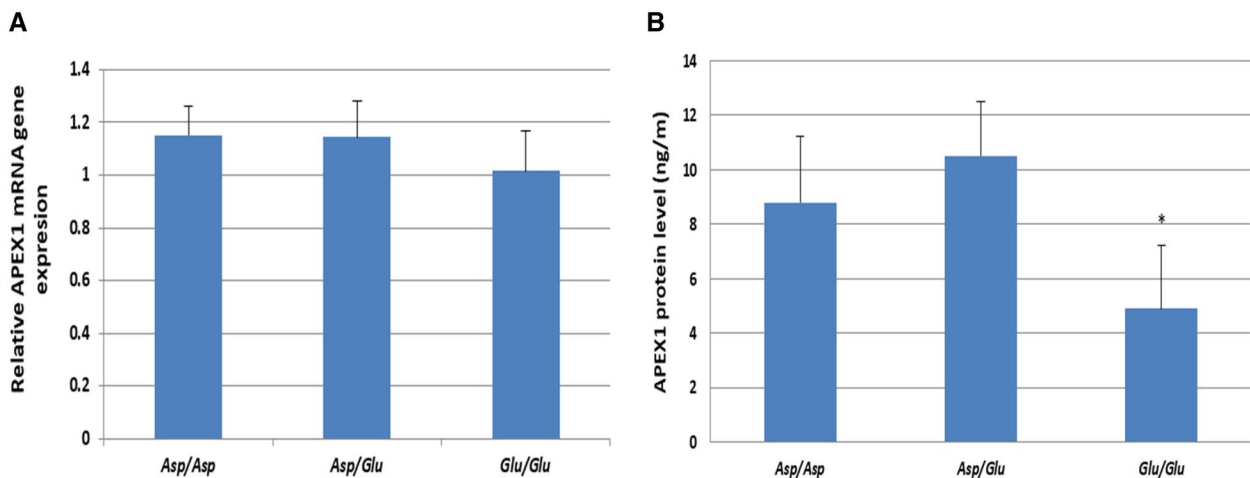 A
Relative APEX1 mRNA gene
expresion
1.4
1.2
1
0.8
0.6
0.4
0.2
0
Asp/Asp Asp/Glu Glu/Glu
B
APEX1 protein level (ng/m)
14
12
10
8
6
4
2
0
*
Asp/Asp Asp/Glu Glu/Glu